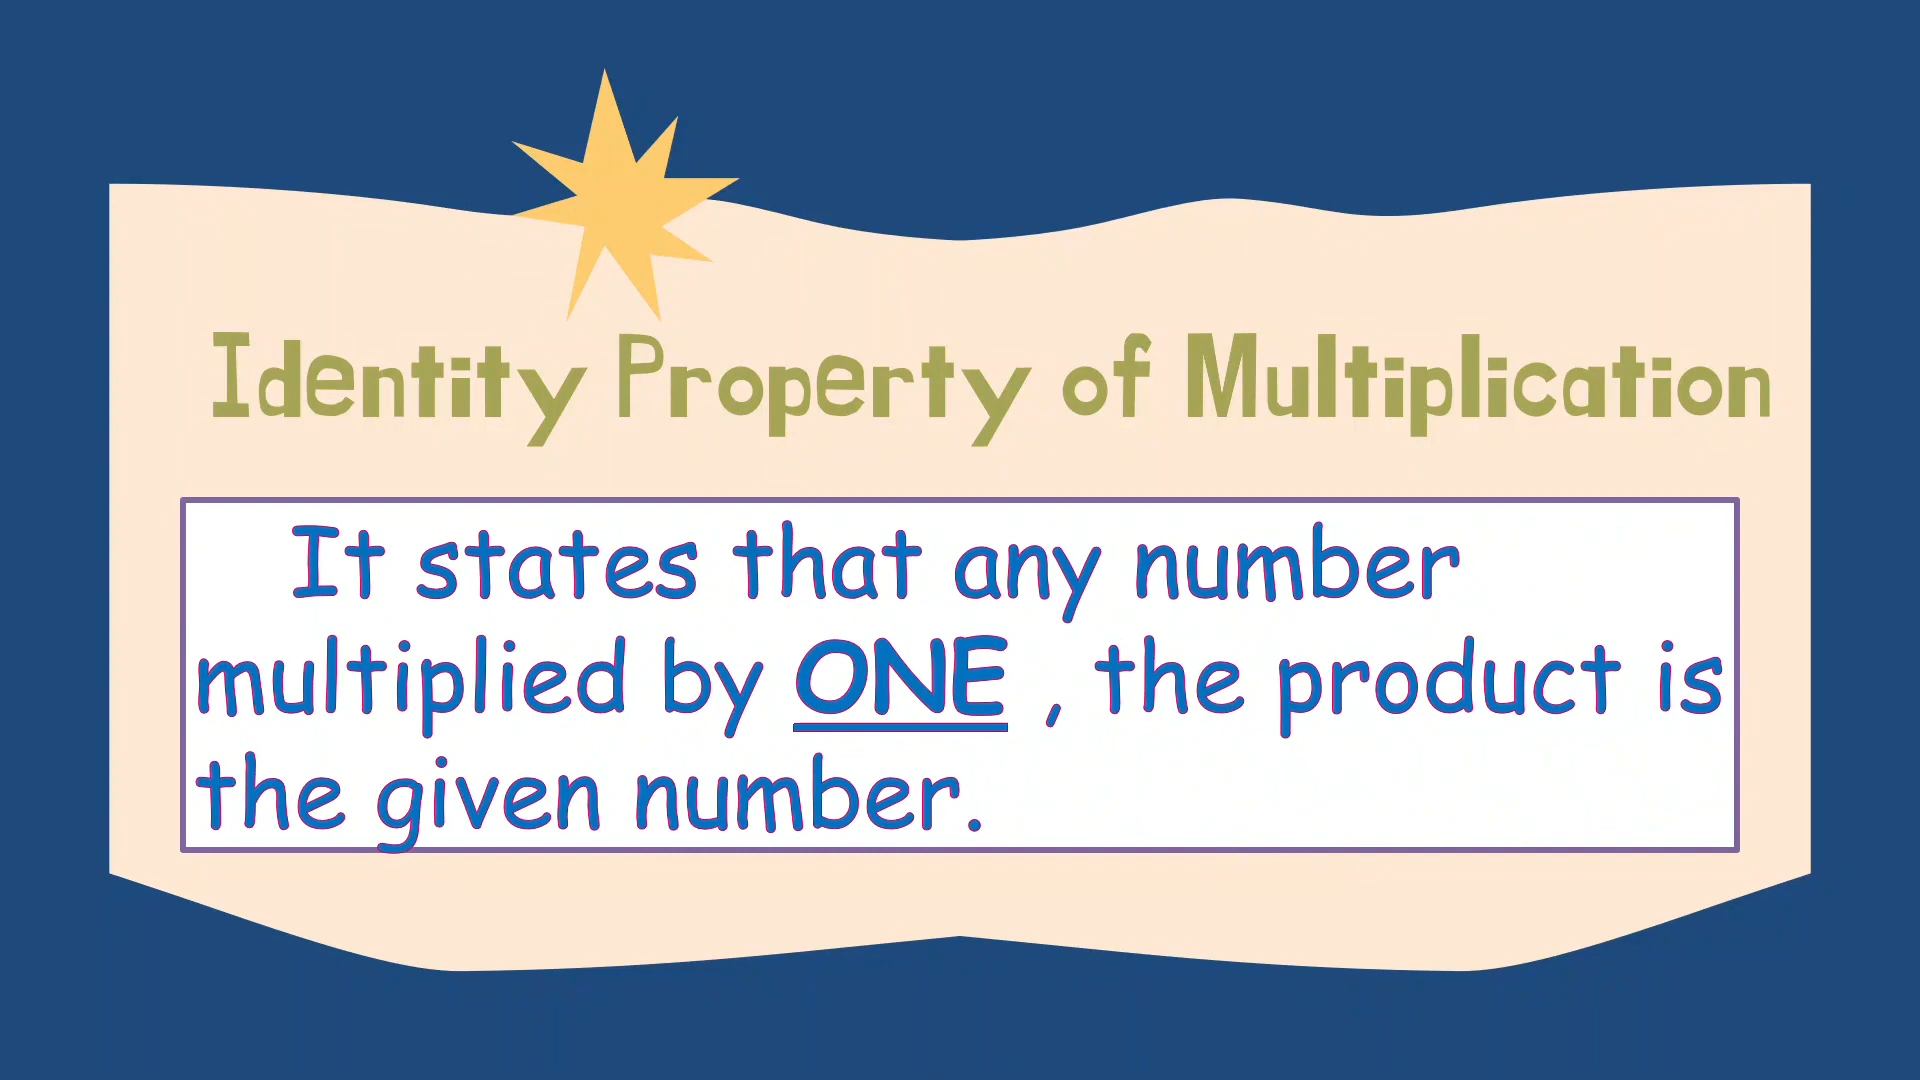 Identity Property of Multiplication
It states that any number
multiplied by ONE , the product is
the given number.